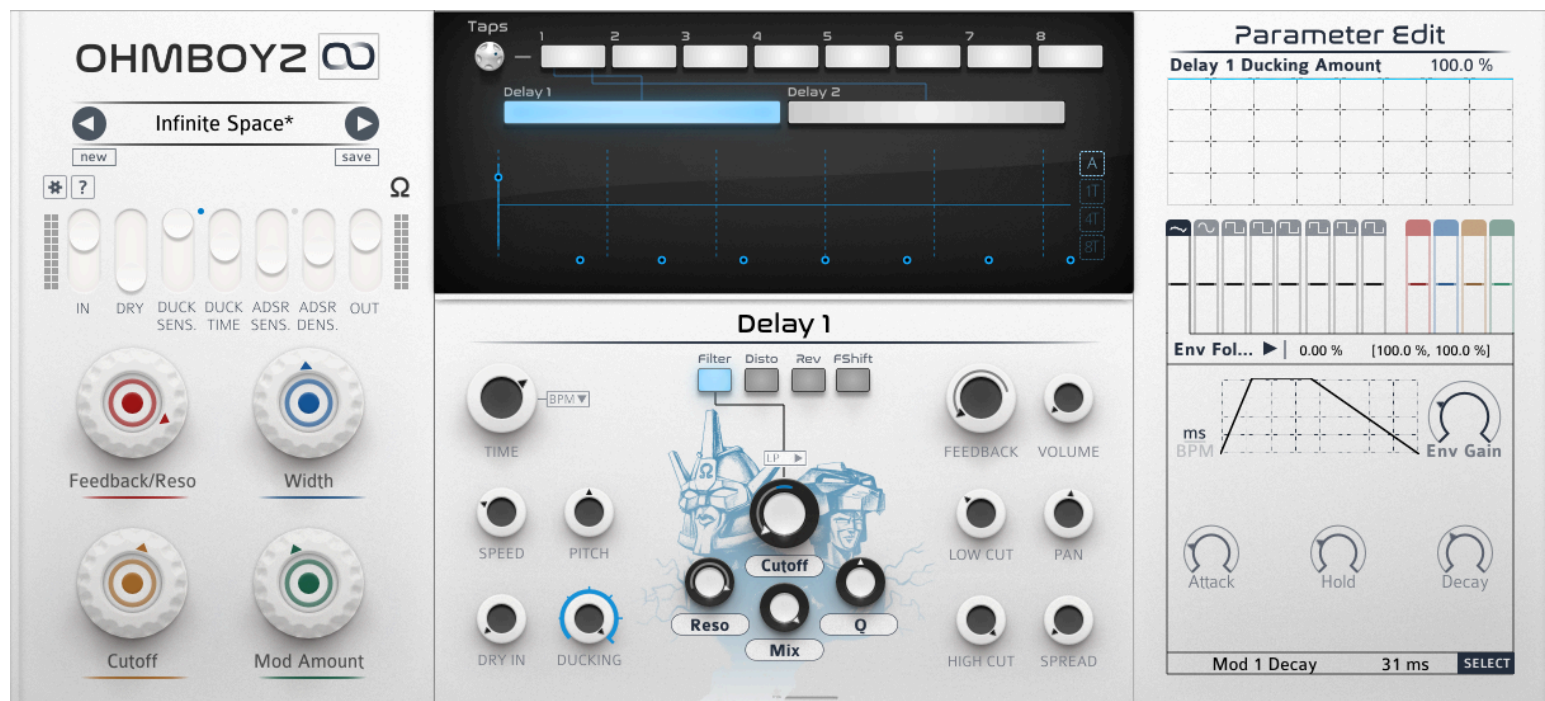 OHMBOYZ
Infinite Space*
new
save
?
Ω
IN
DRY
DUCK SENS.
DUCK TIME
ADSR SENS.
ADSR DENS.
OUT
Feedback/Reso
Width
Cutoff
Mod Amount
Taps
1 2 3 4 5 6 7 8
Delay 1
Delay 2
A
1T
4T
8T
Delay 1
Filter
Disto
Rev
FShift
BPM▼
TIME
SPEED
PITCH
DRY IN
DUCKING
Ω
LP ▶
Cutoff
Reso
Q
Mix
FEEDBACK
VOLUME
LOW CUT
PAN
HIGH CUT
SPREAD
Parameter Edit
Delay 1 Ducking Amount 100.0 %
Env Fol... ▶ 0.00 % [100.0 %, 100.0 %]
ms
BPM
Env Gain
Attack
Hold
Decay
Mod 1 Decay 31 ms SELECT